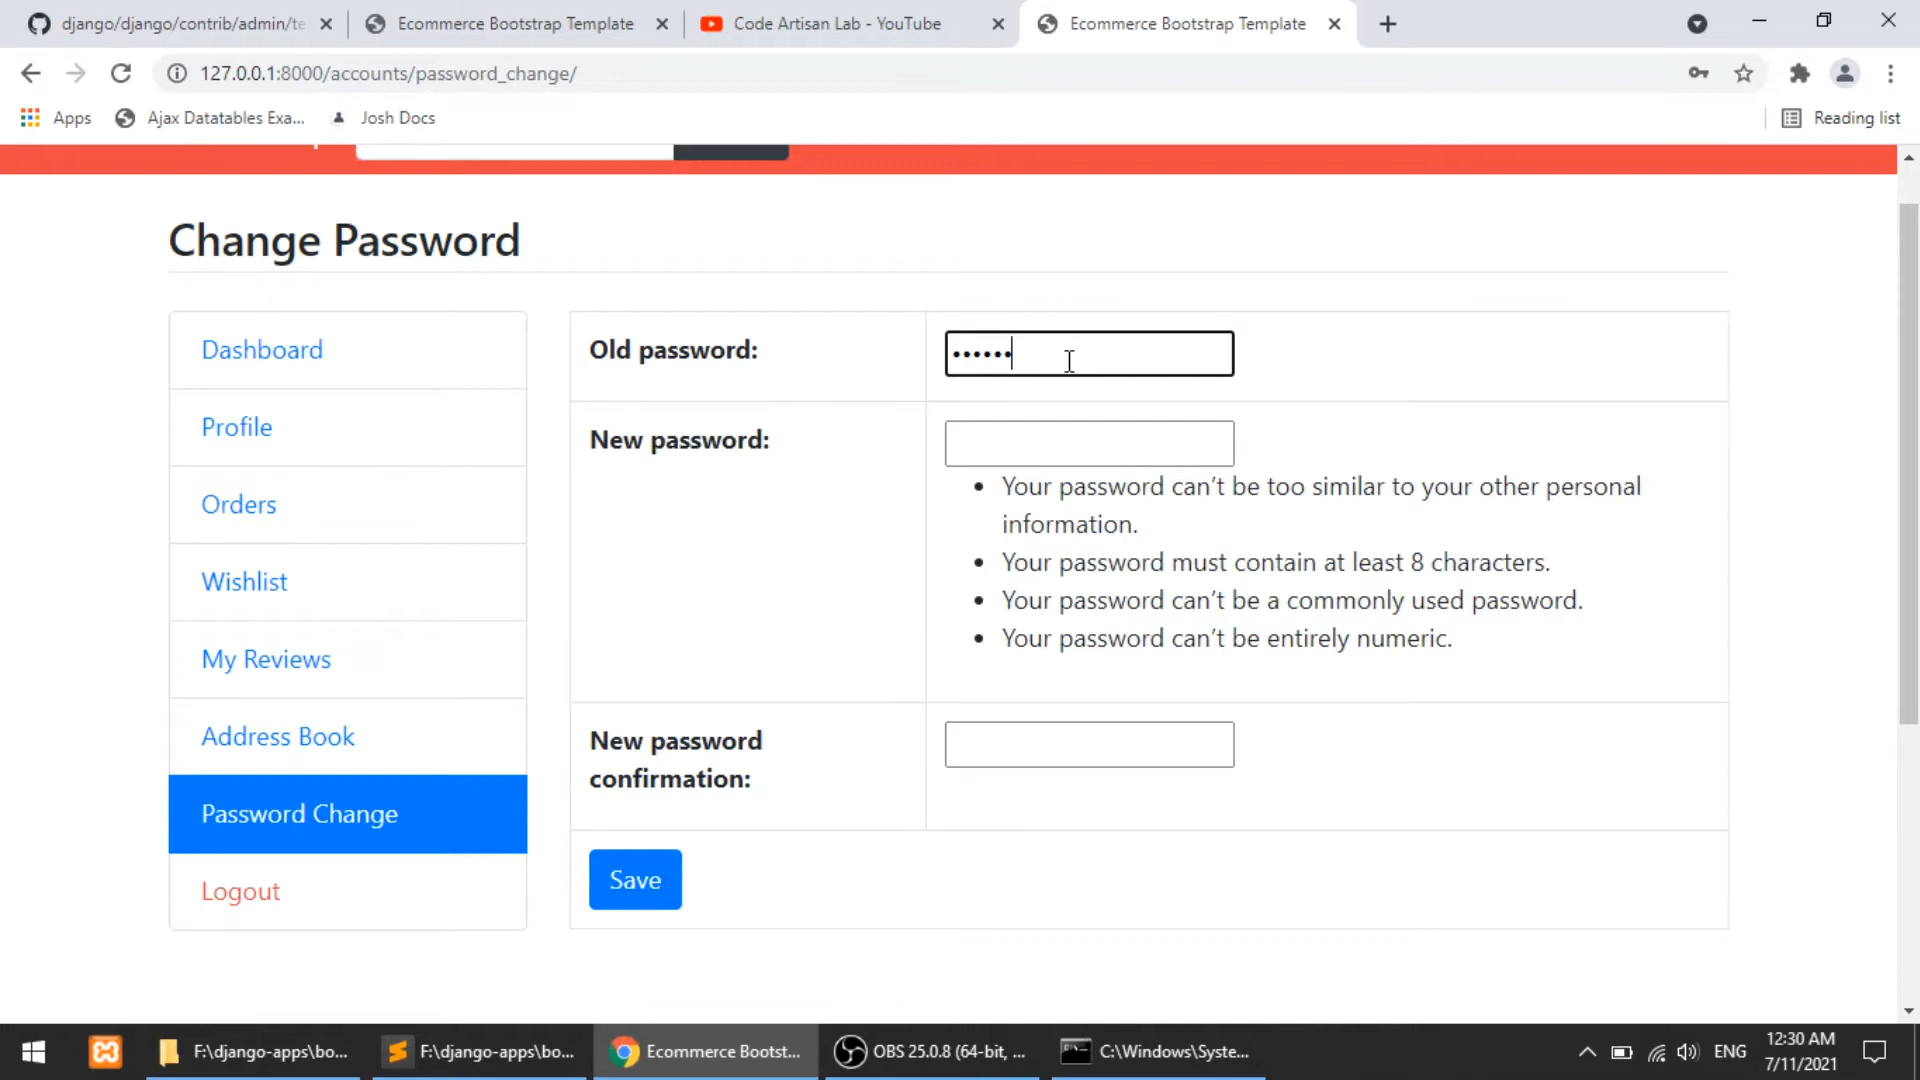 django/django/contrib/admin/te
Ecommerce Bootstrap Template
Code Artisan Lab - YouTube
Ecommerce Bootstrap Template
127.0.0.1:8000/accounts/password_change/
Apps
Ajax Datatables Exa...
Josh Docs
Reading list
Change Password
Dashboard
Profile
Orders
Wishlist
My Reviews
Address Book
Password Change
Logout
Old password:
••••••
New password:
• Your password can’t be too similar to your other personal
information.
• Your password must contain at least 8 characters.
• Your password can’t be a commonly used password.
• Your password can’t be entirely numeric.
New password
confirmation:
Save
F:\django-apps\bo...
F:\django-apps\bo...
Ecommerce Bootst...
OBS 25.0.8 (64-bit, ...
C:\Windows\Syste...
ENG
12:30 AM
7/11/2021